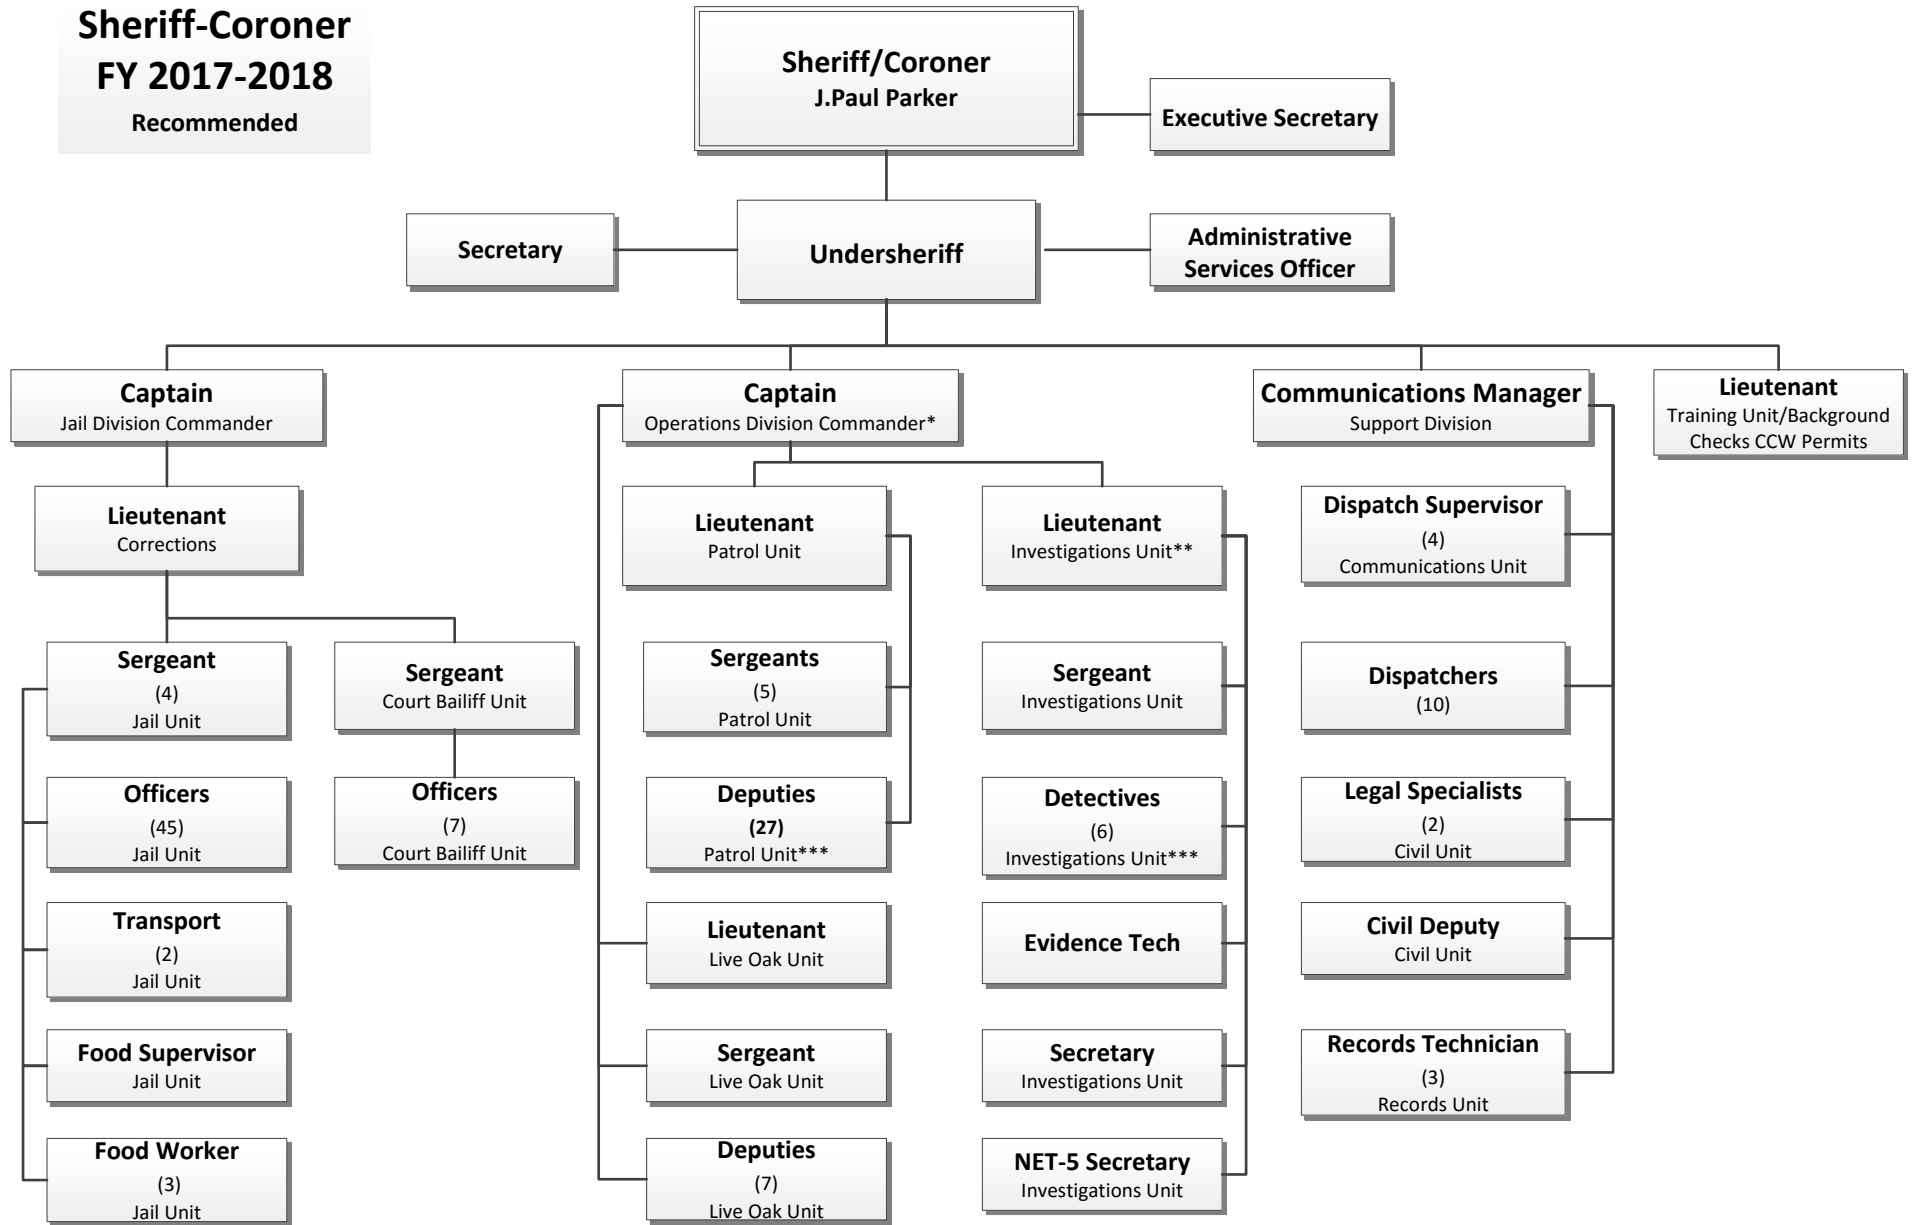 Sheriff-Coroner
FY 2017-2018
Recommended
Sheriff/Coroner
J.Paul Parker
Executive Secretary
Secretary
Undersheriff
Administrative
Services Officer
Captain
Jail Division Commander
Captain
Operations Division Commander*
Communications Manager
Support Division
Lieutenant
Training Unit/Background
Checks CCW Permits
Lieutenant
Corrections
Lieutenant
Patrol Unit
Lieutenant
Investigations Unit**
Dispatch Supervisor
(4)
Communications Unit
Sergeant
(4)
Jail Unit
Sergeant
Court Bailiff Unit
Sergeants
(5)
Patrol Unit
Sergeant
Investigations Unit
Dispatchers
(10)
Officers
(45)
Jail Unit
Officers
(7)
Court Bailiff Unit
Deputies
(27)
Patrol Unit***
Detectives
(6)
Investigations Unit***
Legal Specialists
(2)
Civil Unit
Transport
(2)
Jail Unit
Lieutenant
Live Oak Unit
Evidence Tech
Civil Deputy
Civil Unit
Food Supervisor
Jail Unit
Sergeant
Live Oak Unit
Secretary
Investigations Unit
Records Technician
(3)
Records Unit
Food Worker
(3)
Jail Unit
Deputies
(7)
Live Oak Unit
NET-5 Secretary
Investigations Unit